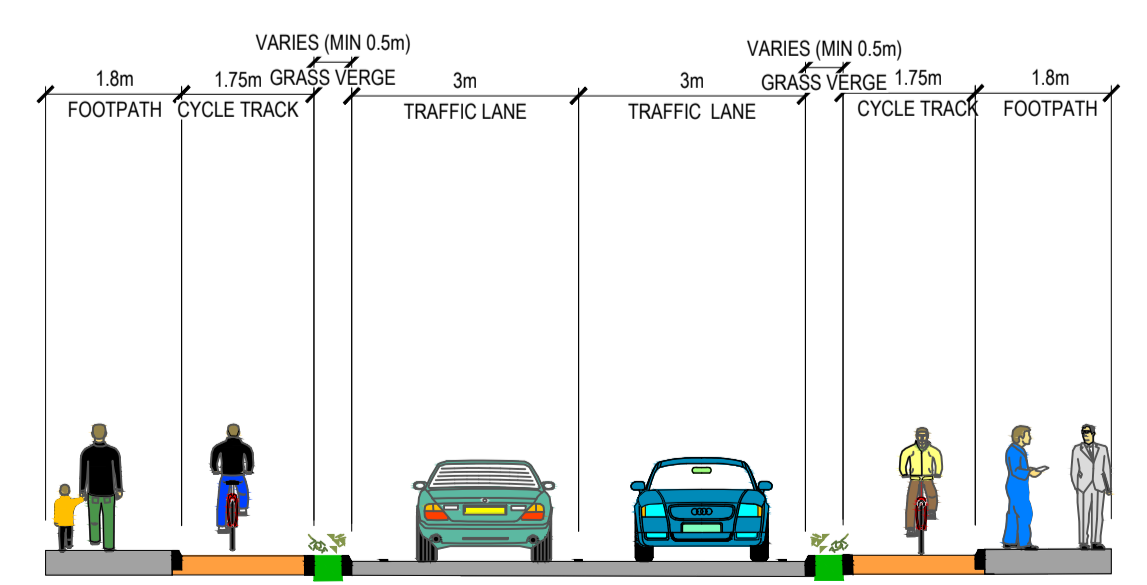 VARIES (MIN 0.5m)
VARIES (MIN 0.5m)
1.8m
1.75m
GRASS VERGE
3m
3m
GRASS VERGE
1.75m
1.8m
FOOTPATH
CYCLE TRACK
TRAFFIC LANE
TRAFFIC LANE
CYCLE TRACK
FOOTPATH